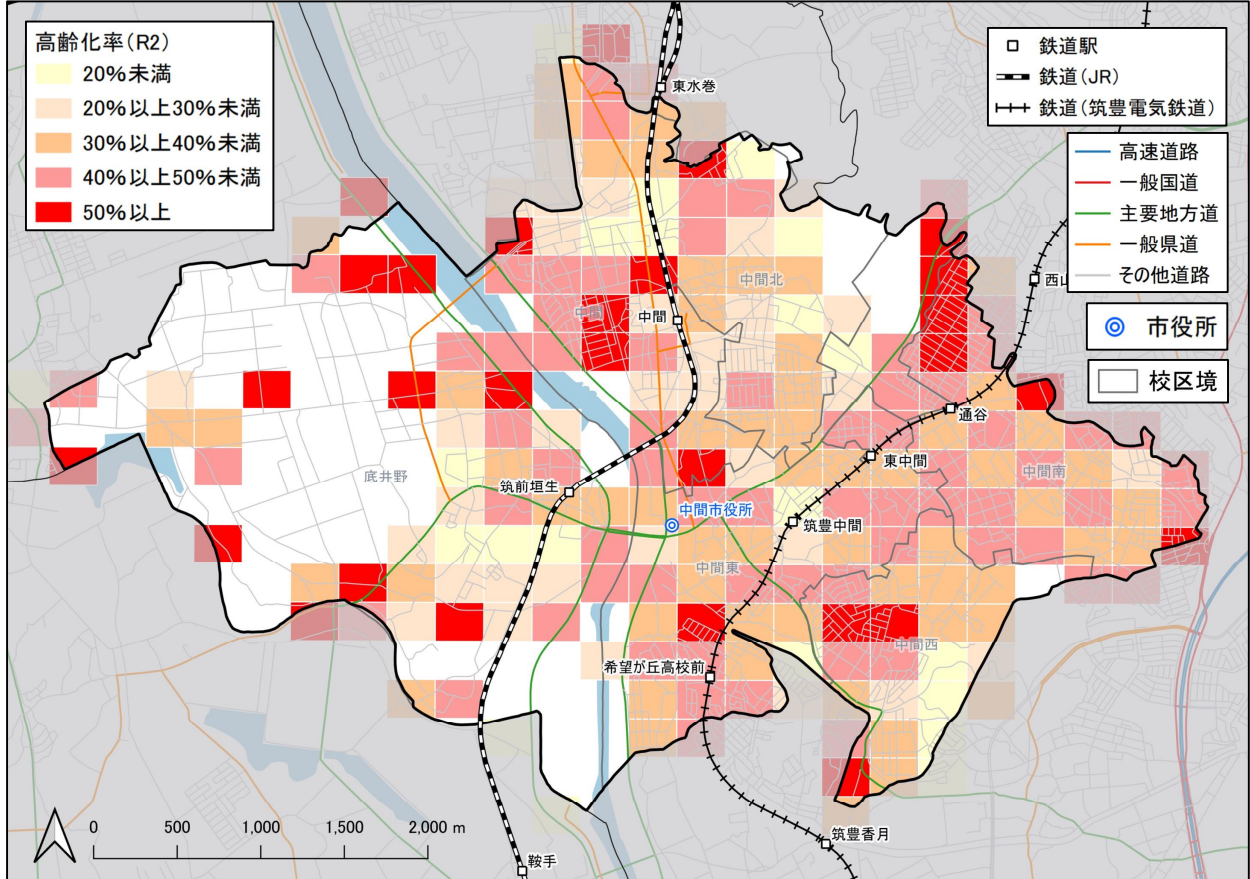 高齢化率(R2)
20%未満
20%以上30%未満
30%以上40%未満
40%以上50%未満
50%以上
鉄道駅
鉄道(JR)
鉄道(筑豊電気鉄道)
高速道路
一般国道
主要地方道
一般県道
その他道路
市役所
校区境
東水巻
中間北
西山
中間
中間
通谷
東中間
中間南
底井野
筑前垣生
中間市役所
筑豊中間
中間東
中間西
希望が丘高校前
筑豊香月
鞍手
0 500 1,000 1,500 2,000 m